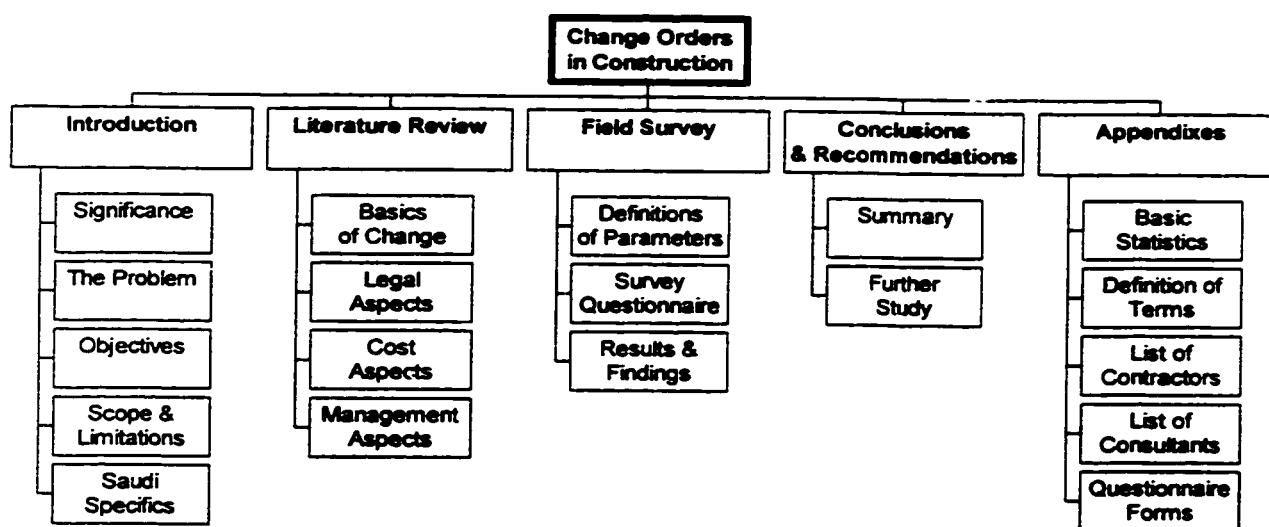 Change Orders
in Construction
Introduction
Literature Review
Field Survey
Conclusions
& Recommendations
Appendixes
Significance
The Problem
Objectives
Scope &
Limitations
Saudi
Specifics
Basics
of Change
Legal
Aspects
Cost
Aspects
Management
Aspects
Definitions
of Parameters
Survey
Questionnaire
Results &
Findings
Summary
Further
Study
Basic
Statistics
Definition of
Terms
List of
Contractors
List of
Consultants
Questionnaire
Forms